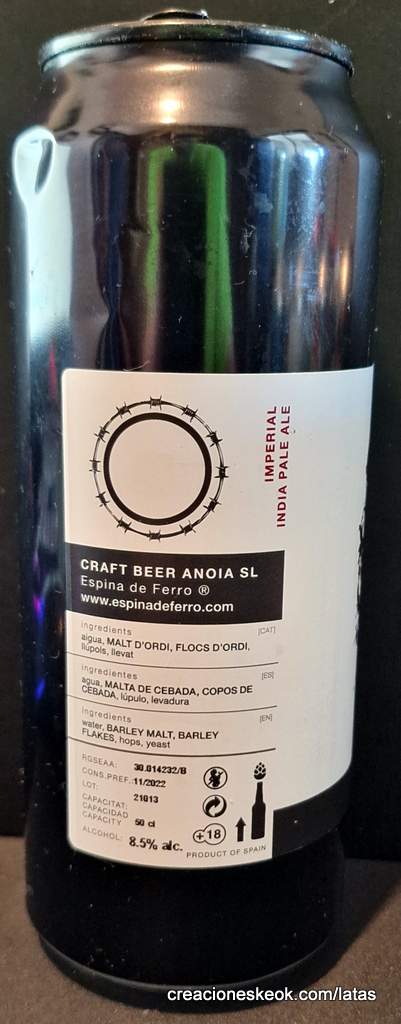 IMPERIAL
INDIA PALE ALE
CRAFT BEER ANOIA SL
Espina de Ferro ®
www.espinadeferro.com
ingredients [CAT]
aigua, MALT D'ORDI, FLOCS D'ORDI,
llúpols, llevat
ingredientes [ES]
agua, MALTA DE CEBADA, COPOS DE
CEBADA, lúpulo, levadura
ingredients [EN]
water, BARLEY MALT, BARLEY
FLAKES, hops, yeast
RGSEAA: 30.014232/B
CONS.PREF.: 11/2022
LOT: 21013
CAPACITAT:
CAPACIDAD
CAPACITY 50 cl
ALCOHOL: 8.5% alc.
+18
PRODUCT OF SPAIN
creacioneskeok.com/latas